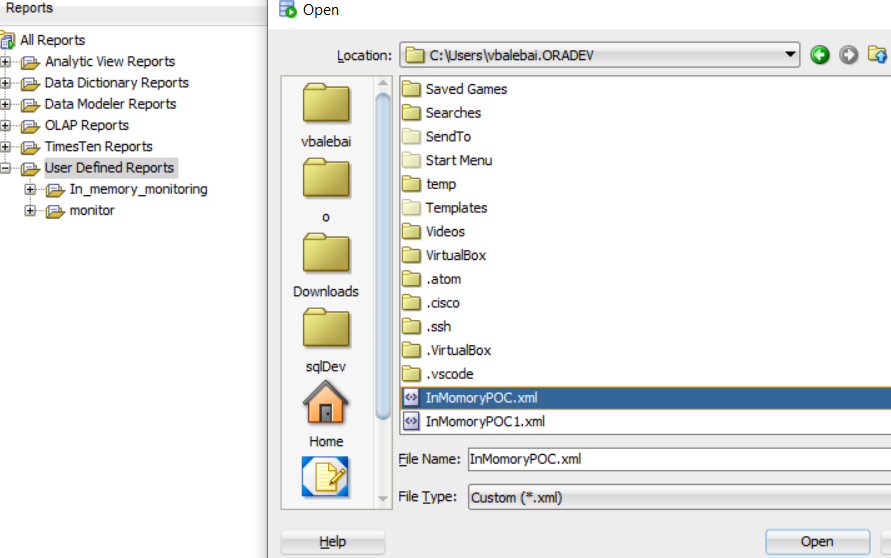 Reports
All Reports
Analytic View Reports
Data Dictionary Reports
Data Modeler Reports
OLAP Reports
TimesTen Reports
User Defined Reports
In_memory_monitoring
monitor
Open
Location:
C:\Users\vbalebai.ORADEV
vbalebai
o
Downloads
sqlDev
Home
Saved Games
Searches
SendTo
Start Menu
temp
Templates
Videos
VirtualBox
.atom
.cisco
.ssh
.VirtualBox
.vscode
InMomoryPOC.xml
InMomoryPOC1.xml
File Name: InMomoryPOC.xml
File Type: Custom (*.xml)
Help
Open